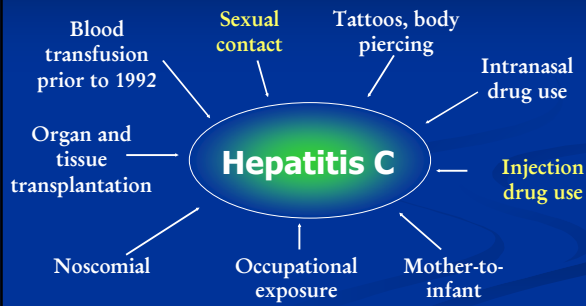 Blood
transfusion
prior to 1992
Sexual
contact
Tattoos, body
piercing
Intranasal
drug use
Organ and
tissue
transplantation
Hepatitis C
Injection
drug use
Noscomial
Occupational
exposure
Mother-to-
infant